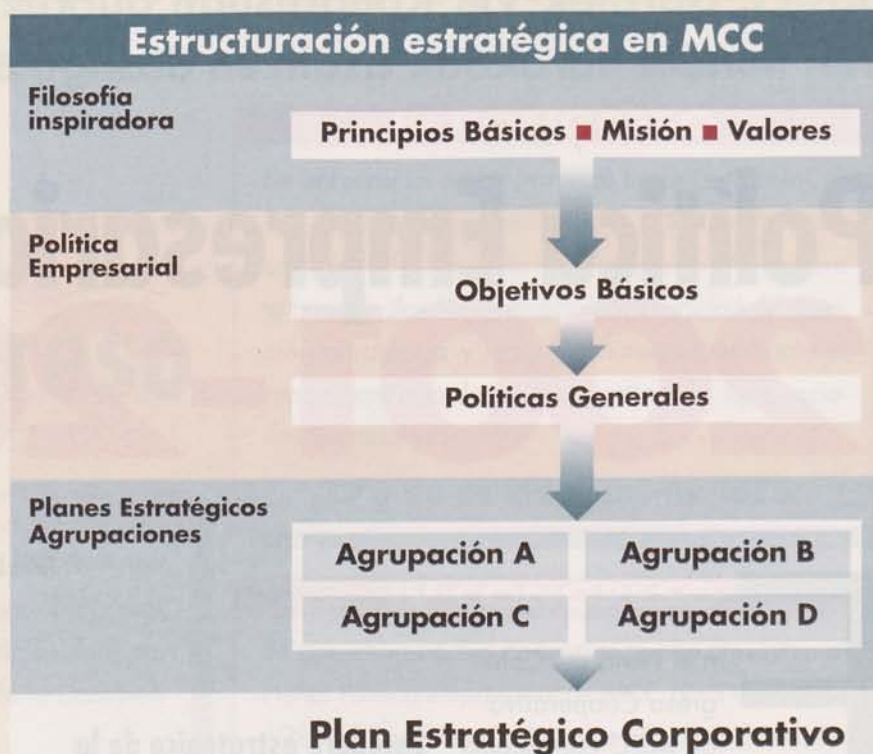 Estructuración estratégica en MCC
Filosofía
inspiradora
Principios Básicos ■ Misión ■ Valores
Política
Empresarial
Objetivos Básicos
Políticas Generales
Planes Estratégicos
Agrupaciones
Agrupación A
Agrupación B
Agrupación C
Agrupación D
Plan Estratégico Corporativo